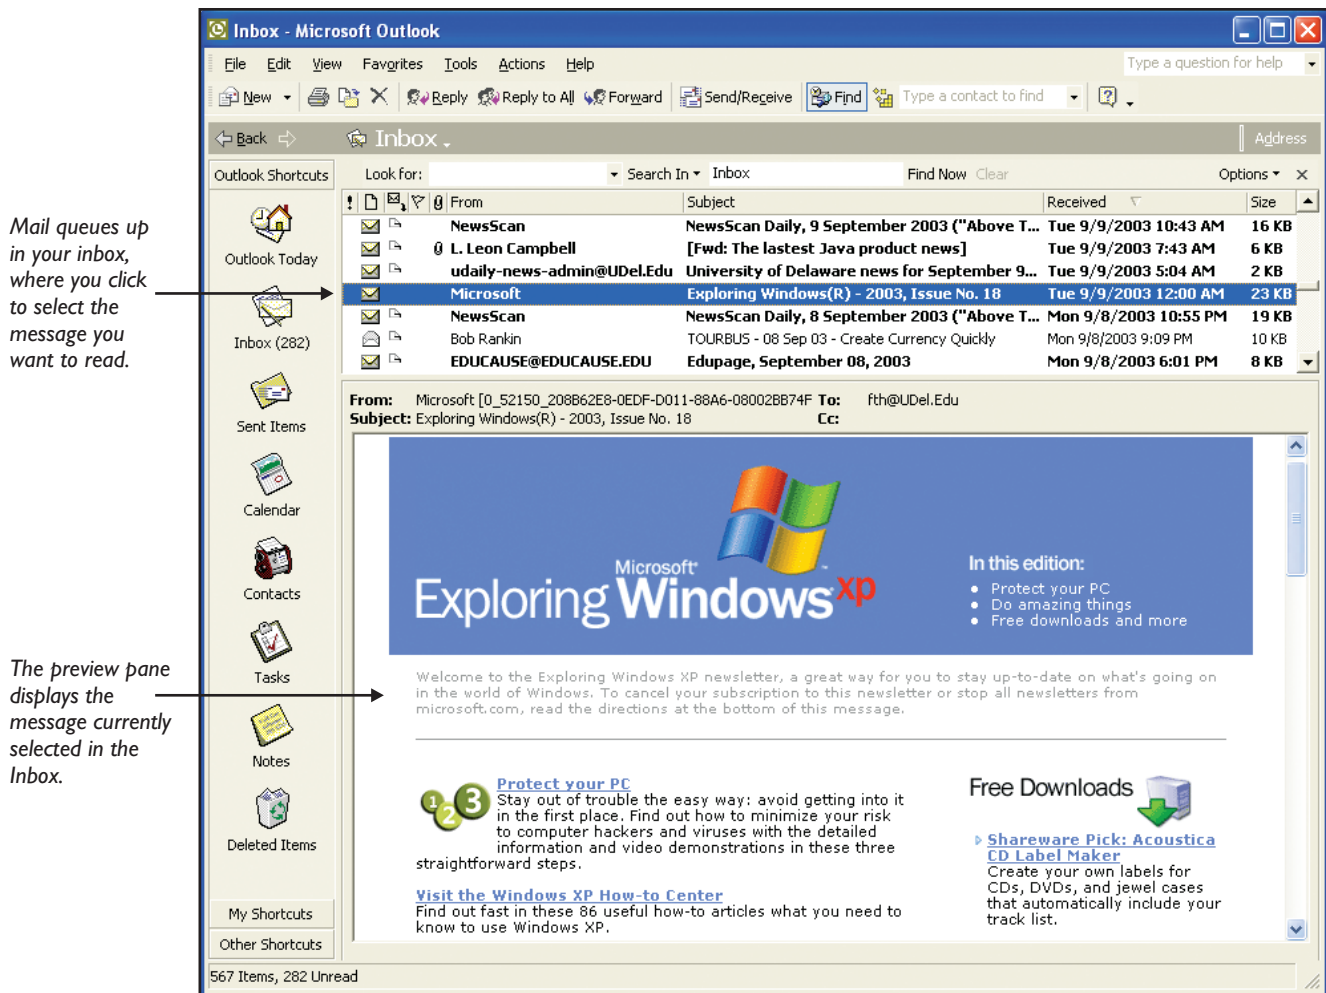 Inbox - Microsoft Outlook
File Edit View Favorites Tools Actions Help Type a question for help
New Reply Reply to All Forward Send/Receive Find Type a contact to find
Back Inbox Address
Outlook Shortcuts Look for: Search In Inbox Find Now Clear Options
From Subject Received Size
NewsScan NewsScan Daily, 9 September 2003 ("Above T... Tue 9/9/2003 10:43 AM 16 KB
L. Leon Campbell [Fwd: The lastest Java product news] Tue 9/9/2003 7:43 AM 6 KB
udaily-news-admin@UDel.Edu University of Delaware news for September 9... Tue 9/9/2003 5:04 AM 2 KB
Microsoft Exploring Windows(R) - 2003, Issue No. 18 Tue 9/9/2003 12:00 AM 23 KB
NewsScan NewsScan Daily, 8 September 2003 ("Above T... Mon 9/8/2003 10:55 PM 19 KB
Bob Rankin TOURBUS - 08 Sep 03 - Create Currency Quickly Mon 9/8/2003 9:09 PM 10 KB
EDUCAUSE@EDUCAUSE.EDU Edupage, September 08, 2003 Mon 9/8/2003 6:01 PM 8 KB
Mail queues up
in your inbox,
where you click
to select the
message you
want to read.
Outlook Today
Inbox (282)
Sent Items
Calendar
Contacts
Tasks
Notes
Deleted Items
My Shortcuts
Other Shortcuts
From: Microsoft [0_52150_208B62E8-0EDF-D011-88A6-08002BB74F To: fth@UDel.Edu
Subject: Exploring Windows(R) - 2003, Issue No. 18 Cc:
Microsoft
Exploring Windows xp
In this edition:
• Protect your PC
• Do amazing things
• Free downloads and more
The preview pane
displays the
message currently
selected in the
Inbox.
Welcome to the Exploring Windows XP newsletter, a great way for you to stay up-to-date on what's going on
in the world of Windows. To cancel your subscription to this newsletter or stop all newsletters from
microsoft.com, read the directions at the bottom of this message.
1 2 3
Protect your PC
Stay out of trouble the easy way: avoid getting into it
in the first place. Find out how to minimize your risk
to computer hackers and viruses with the detailed
information and video demonstrations in these three
straightforward steps.
Visit the Windows XP How-to Center
Find out fast in these 86 useful how-to articles what you need to
know to use Windows XP.
Free Downloads
Shareware Pick: Acoustica
CD Label Maker
Create your own labels for
CDs, DVDs, and jewel cases
that automatically include your
track list.
567 Items, 282 Unread